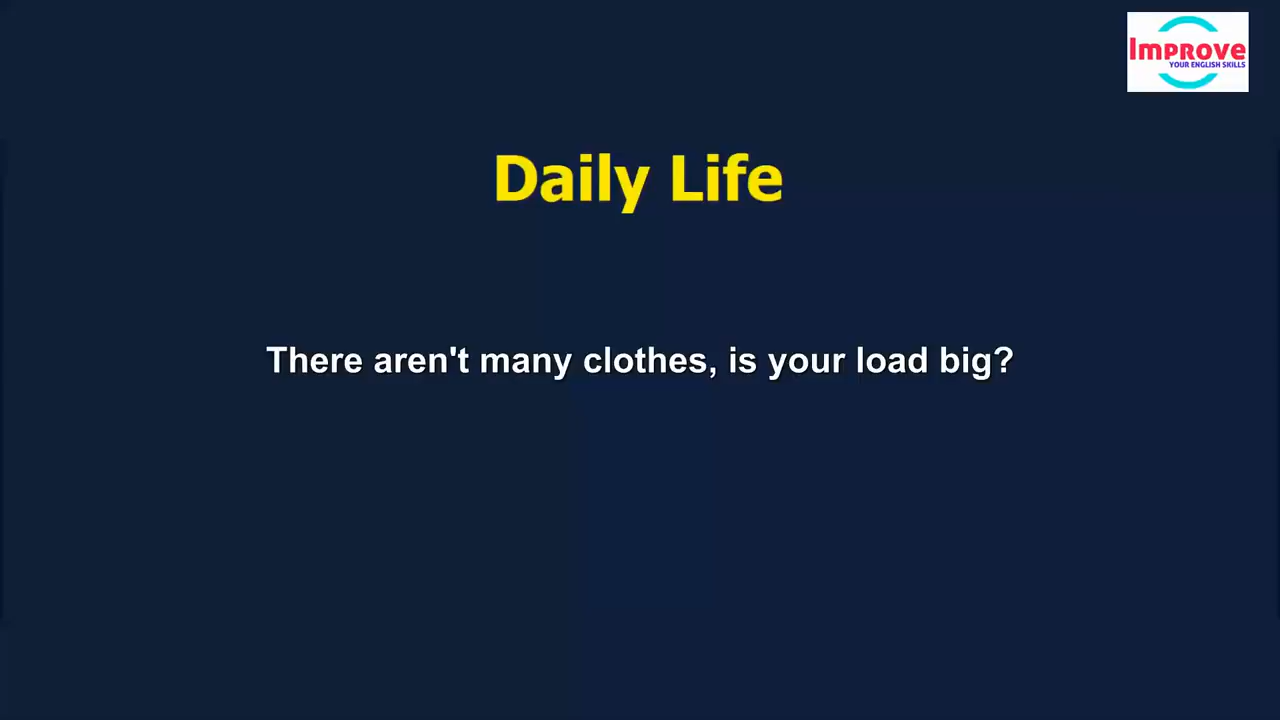 Improve
YOUR ENGLISH SKILLS
Daily Life
There aren't many clothes, is your load big?